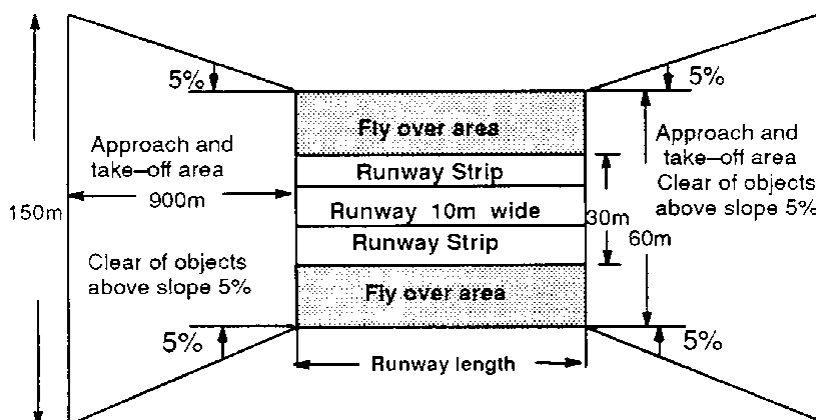 5%
5%
Fly over area
Approach and
take–off area
900m
150m
Clear of objects
above slope 5%
Runway Strip
Runway 10m wide
Runway Strip
Fly over area
30m
60m
Approach and
take–off area
Clear of objects
above slope 5%
5%
5%
Runway length